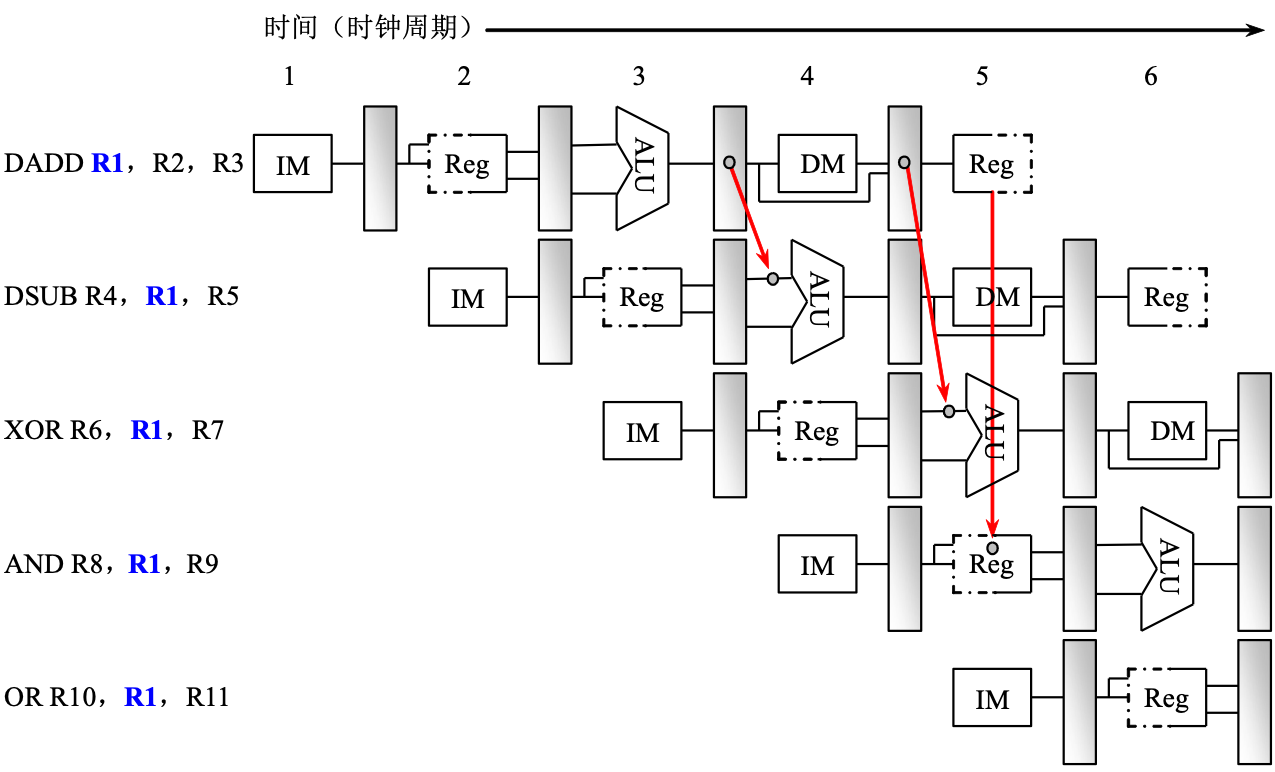 时间（时钟周期）
1 2 3 4 5 6
DADD R1，R2，R3 IM Reg ALU DM Reg
DSUB R4，R1，R5 IM Reg ALU DM Reg
XOR R6，R1，R7 IM Reg ALU DM
AND R8，R1，R9 IM Reg ALU
OR R10，R1，R11 IM Reg